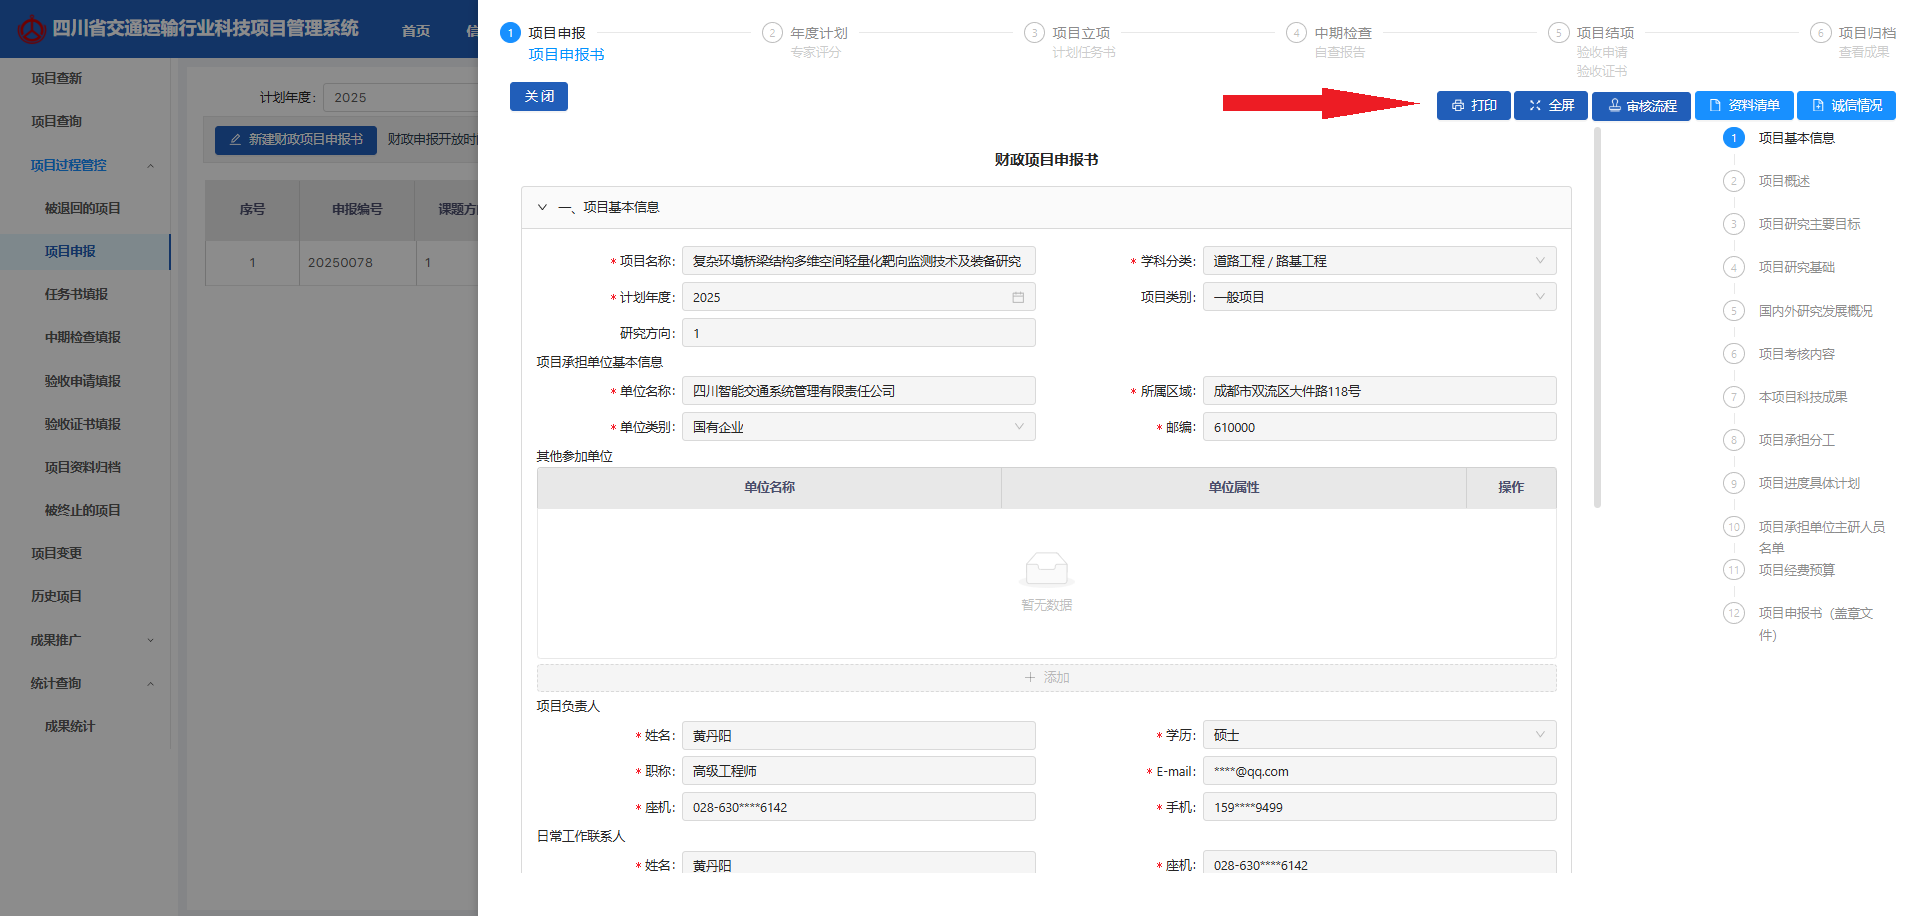 四川省交通运输行业科技项目管理系统
首页
信
项目查新
项目查询
项目过程管控
被退回的项目
项目申报
任务书填报
中期检查填报
验收申请填报
验收证书填报
项目资料归档
被终止的项目
项目变更
历史项目
成果推广
统计查询
成果统计
计划年度: 2025
新建财政项目申报书 财政申报开放时
序号 申报编号 课题方
1 20250078 1
1 项目申报
项目申报书
2 年度计划
专家评分
3 项目立项
计划任务书
4 中期检查
自查报告
5 项目结项
验收申请
验收证书
6 项目归档
查看成果
关 闭
打印 全屏 审核流程 资料清单 诚信情况
财政项目申报书
一、项目基本信息
* 项目名称: 复杂环境桥梁结构多维空间轻量化靶向监测技术及装备研究
* 学科分类: 道路工程 / 路基工程
* 计划年度: 2025
项目类别: 一般项目
研究方向: 1
项目承担单位基本信息
* 单位名称: 四川智能交通系统管理有限责任公司
* 所属区域: 成都市双流区大件路118号
* 单位类别: 国有企业
* 邮编: 610000
其他参加单位
单位名称 单位属性 操作
暂无数据
+ 添加
项目负责人
* 姓名: 黄丹阳
* 学历: 硕士
* 职称: 高级工程师
* E-mail: ****@qq.com
* 座机: 028-630****6142
* 手机: 159****9499
日常工作联系人
* 姓名: 黄丹阳
* 座机: 028-630****6142
1 项目基本信息
2 项目概述
3 项目研究主要目标
4 项目研究基础
5 国内外研究发展概况
6 项目考核内容
7 本项目科技成果
8 项目承担分工
9 项目进度具体计划
10 项目承担单位主研人员
名单
11 项目经费预算
12 项目申报书（盖章文
件）